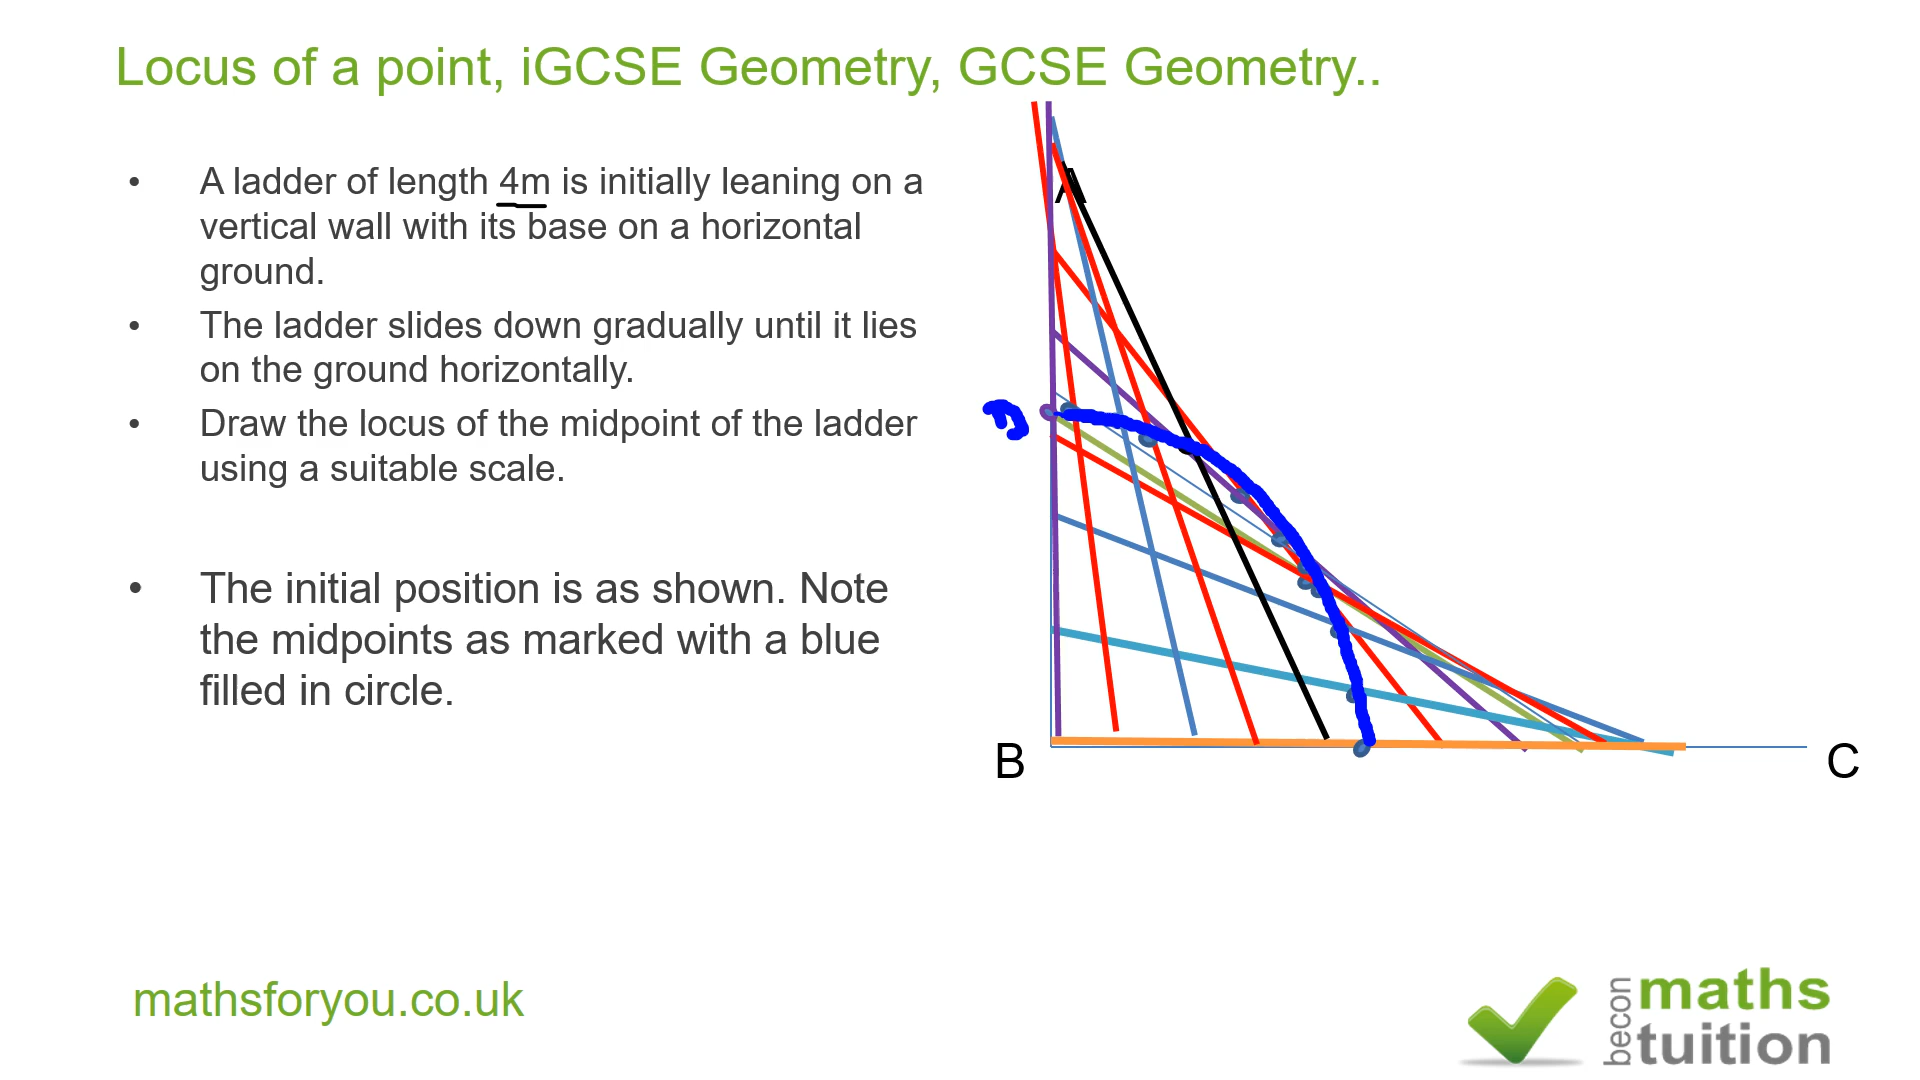 Locus of a point, iGCSE Geometry, GCSE Geometry..
• A ladder of length 4m is initially leaning on a
vertical wall with its base on a horizontal
ground.
• The ladder slides down gradually until it lies
on the ground horizontally.
• Draw the locus of the midpoint of the ladder
using a suitable scale.
• The initial position is as shown. Note
the midpoints as marked with a blue
filled in circle.
A
B
C
mathsforyou.co.uk
becon
maths
tuition